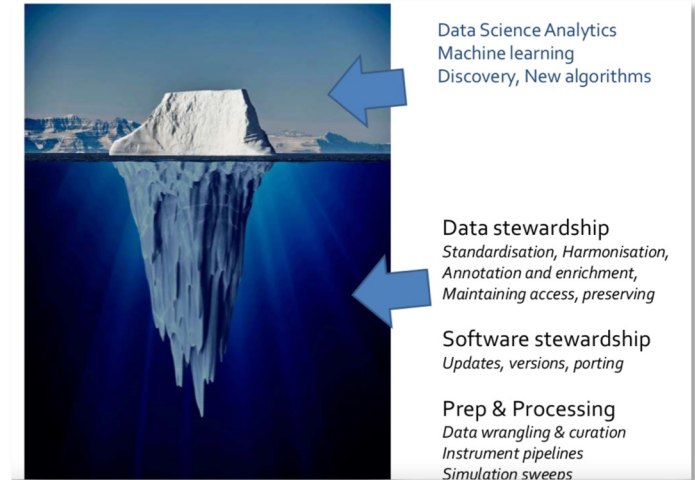 Data Science Analytics
Machine learning
Discovery, New algorithms
Data stewardship
Standardisation, Harmonisation,
Annotation and enrichment,
Maintaining access, preserving
Software stewardship
Updates, versions, porting
Prep & Processing
Data wrangling & curation
Instrument pipelines
Simulation sweeps